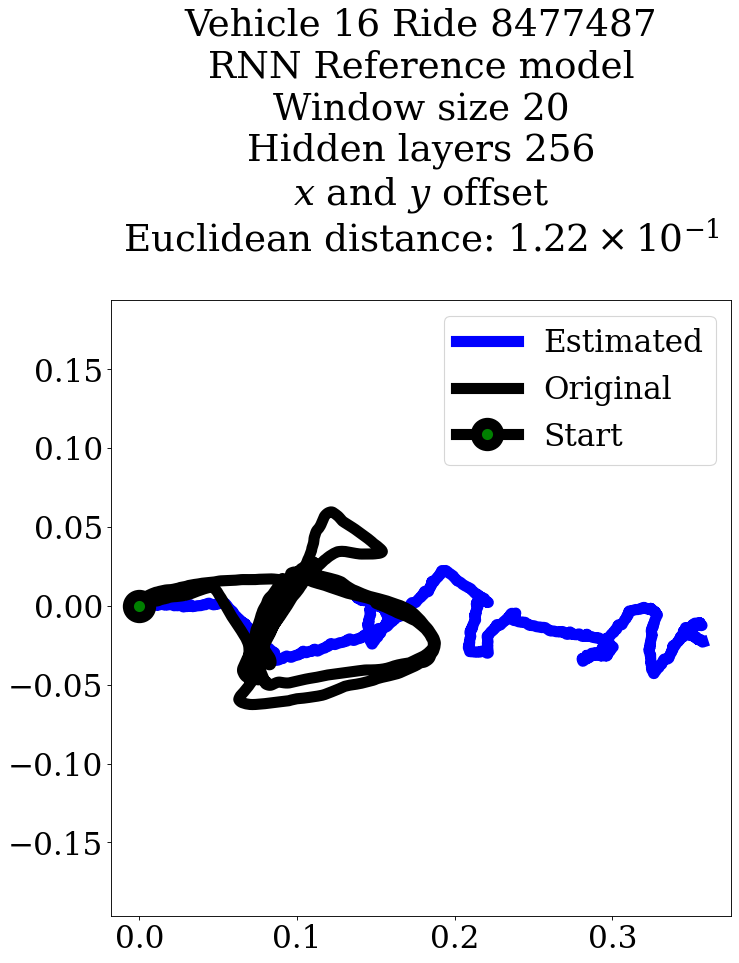 Vehicle 16 Ride 8477487
RNN Reference model
Window size 20
Hidden layers 256
x and y offset
Euclidean distance: 1.22 × 10⁻¹
Estimated
Original
Start
0.15
0.10
0.05
0.00
−0.05
−0.10
−0.15
0.0 0.1 0.2 0.3